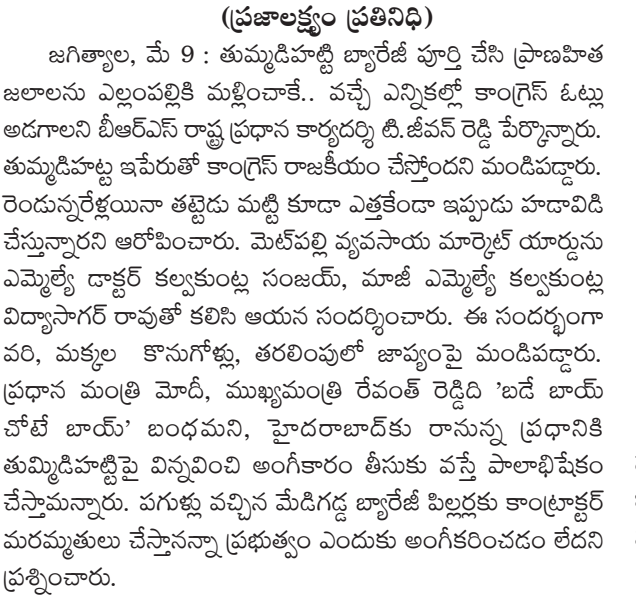 (ప్రజాలక్ష్యం ప్రతినిధి)
జగిత్యాల, మే 9 : తుమ్మడిహట్టి బ్యారేజీ పూర్తి చేసి ప్రాణహిత
జలాలను ఎల్లంపల్లికి మళ్లించాకే.. వచ్చే ఎన్నికల్లో కాంగ్రెస్ ఓట్లు
అడగాలని బీఆర్ఎస్ రాష్ట్ర ప్రధాన కార్యదర్శి టి.జీవన్ రెడ్డి పేర్కొన్నారు.
తుమ్మడిహట్ట ఇపేరుతో కాంగ్రెస్ రాజకీయం చేస్తోందని మండిపడ్డారు.
రెండున్నరేళ్లయినా తట్టెడు మట్టి కూడా ఎత్తకేండా ఇప్పుడు హడావిడి
చేస్తున్నారని ఆరోపించారు. మెట్‌పల్లి వ్యవసాయ మార్కెట్ యార్డును
ఎమ్మెల్యే డాక్టర్ కల్వకుంట్ల సంజయ్, మాజీ ఎమ్మెల్యే కల్వకుంట్ల
విద్యాసాగర్ రావుతో కలిసి ఆయన సందర్శించారు. ఈ సందర్భంగా
వరి, మక్కల కొనుగోళ్లు, తరలింపులో జాప్యంపై మండిపడ్డారు.
ప్రధాన మంత్రి మోదీ, ముఖ్యమంత్రి రేవంత్ రెడ్డిది 'బడే బాయ్
చోటే బాయ్' బంధమని, హైదరాబాద్‌కు రానున్న ప్రధానికి
తుమ్మిడిహట్టిపై విన్నవించి అంగీకారం తీసుకు వస్తే పాలాభిషేకం
చేస్తామన్నారు. పగుళ్లు వచ్చిన మేడిగడ్డ బ్యారేజీ పిల్లర్లకు కాంట్రాక్టర్
మరమ్మతులు చేస్తానన్నా ప్రభుత్వం ఎందుకు అంగీకరించడం లేదని
ప్రశ్నించారు.